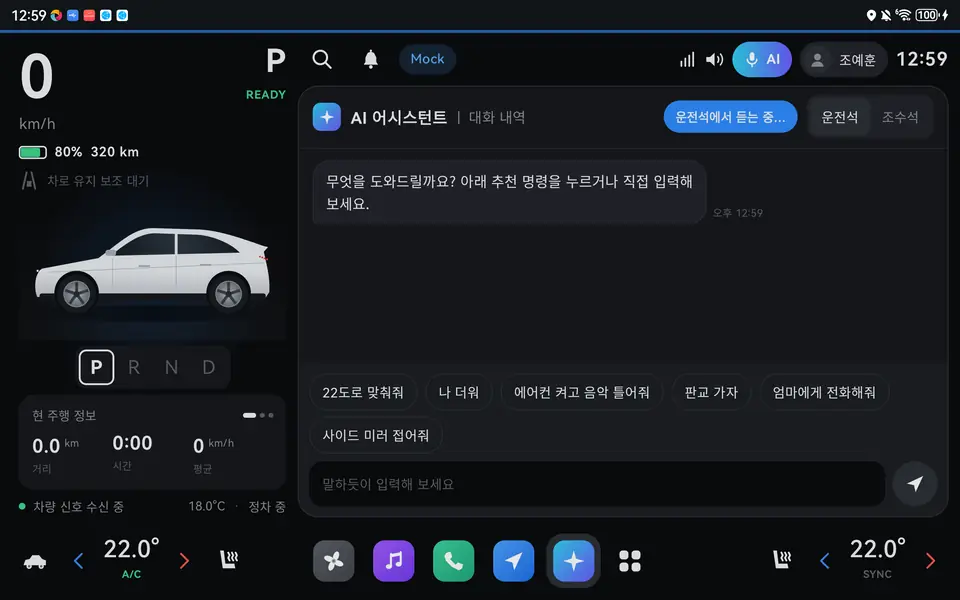 12:59
100
0
P
READY
km/h
80% 320 km
차로 유지 보조 대기
P R N D
현 주행 정보
0.0 km
거리
0:00
시간
0 km/h
평균
차량 신호 수신 중
18.0°C · 정차 중
Mock
AI
조예훈
12:59
AI 어시스턴트 | 대화 내역
운전석에서 듣는 중...
운전석
조수석
무엇을 도와드릴까요? 아래 추천 명령을 누르거나 직접 입력해
보세요.
오후 12:59
22도로 맞춰줘
나 더워
에어컨 켜고 음악 틀어줘
판교 가자
엄마에게 전화해줘
사이드 미러 접어줘
말하듯이 입력해 보세요
22.0°
A/C
22.0°
SYNC